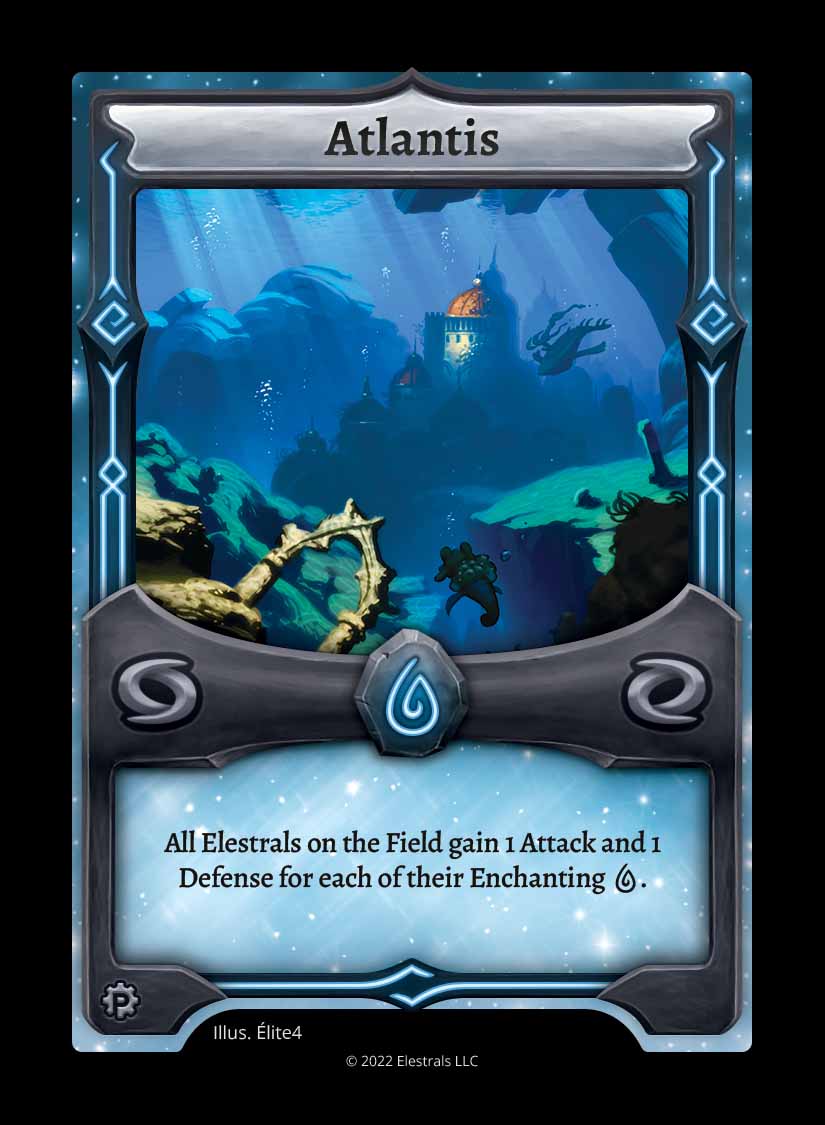 Atlantis
All Elestrals on the Field gain 1 Attack and 1
Defense for each of their Enchanting .
P
Illus. Élite4
© 2022 Elestrals LLC